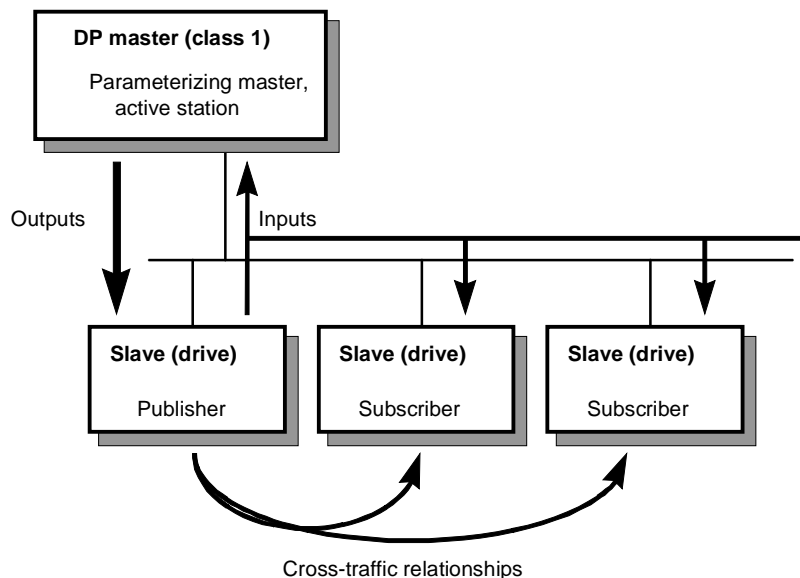 DP master (class 1)
Parameterizing master,
active station
Outputs
Inputs
Slave (drive)
Publisher
Slave (drive)
Subscriber
Slave (drive)
Subscriber
Cross-traffic relationships